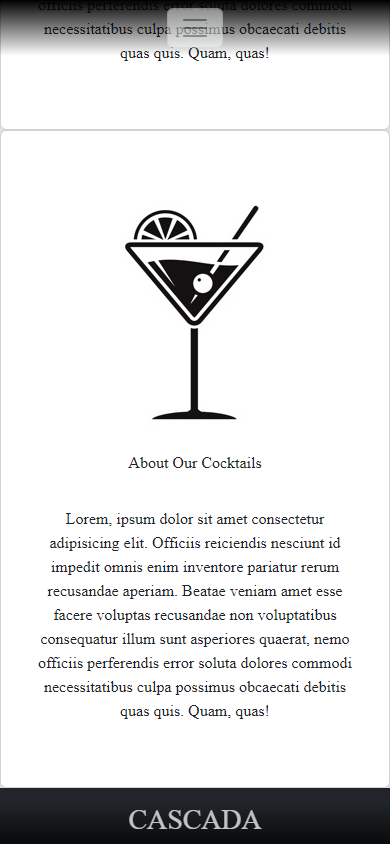 officiis perferendis error soluta dolores commodi
necessitatibus culpa possimus obcaecati debitis
quas quis. Quam, quas!
About Our Cocktails
Lorem, ipsum dolor sit amet consectetur
adipisicing elit. Officiis reiciendis nesciunt id
impedit omnis enim inventore pariatur rerum
recusandae aperiam. Beatae veniam amet esse
facere voluptas recusandae non voluptatibus
consequatur illum sunt asperiores quaerat, nemo
officiis perferendis error soluta dolores commodi
necessitatibus culpa possimus obcaecati debitis
quas quis. Quam, quas!
CASCADA